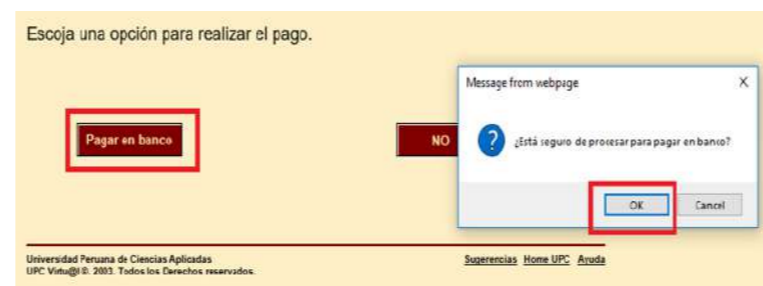 Escoja una opción para realizar el pago.
Message from webpage X
Pagar en banco
NO
¿Está seguro de procesar para pagar en banco?
OK Cancel
Universidad Peruana de Ciencias Aplicadas
UPC Virtu@l ©. 2003. Todos los Derechos reservados.
Sugerencias Home UPC Ayuda